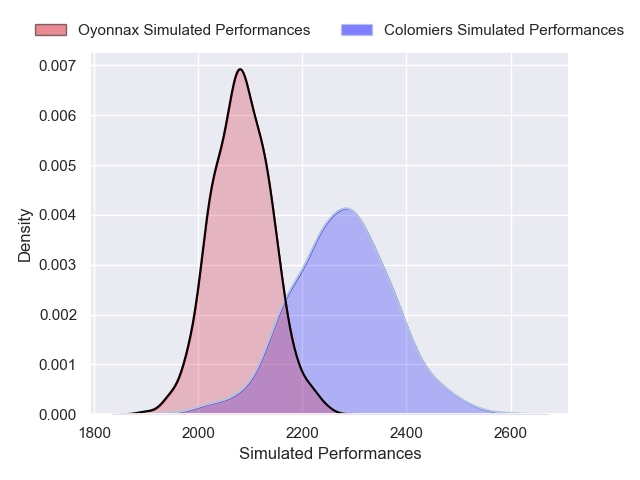 Oyonnax Simulated Performances
Colomiers Simulated Performances
0.007
0.006
0.005
0.004
0.003
0.002
0.001
0.000
Density
1800 2000 2200 2400 2600
Simulated Performances